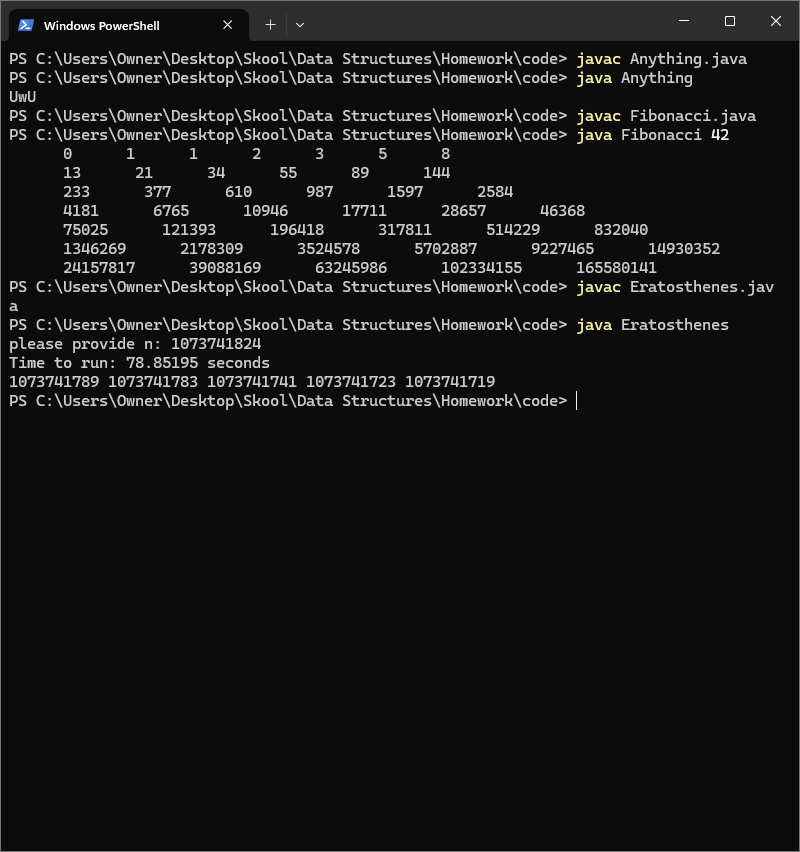 Windows PowerShell
PS C:\Users\Owner\Desktop\Skool\Data Structures\Homework\code> javac Anything.java
PS C:\Users\Owner\Desktop\Skool\Data Structures\Homework\code> java Anything
UwU
PS C:\Users\Owner\Desktop\Skool\Data Structures\Homework\code> javac Fibonacci.java
PS C:\Users\Owner\Desktop\Skool\Data Structures\Homework\code> java Fibonacci 42
      0      1      1      2      3      5      8
      13      21      34      55      89      144
      233      377      610      987      1597      2584
      4181      6765      10946      17711      28657      46368
      75025      121393      196418      317811      514229      832040
      1346269      2178309      3524578      5702887      9227465      14930352
      24157817      39088169      63245986      102334155      165580141
PS C:\Users\Owner\Desktop\Skool\Data Structures\Homework\code> javac Eratosthenes.jav
a
PS C:\Users\Owner\Desktop\Skool\Data Structures\Homework\code> java Eratosthenes
please provide n: 1073741824
Time to run: 78.85195 seconds
1073741789 1073741783 1073741741 1073741723 1073741719
PS C:\Users\Owner\Desktop\Skool\Data Structures\Homework\code>